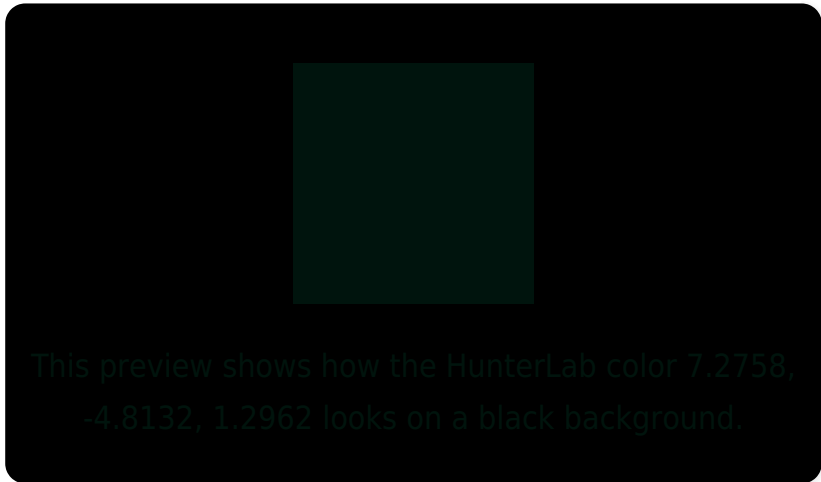 This preview shows how the HunterLab color 7.2758,
-4.8132, 1.2962 looks on a black background.